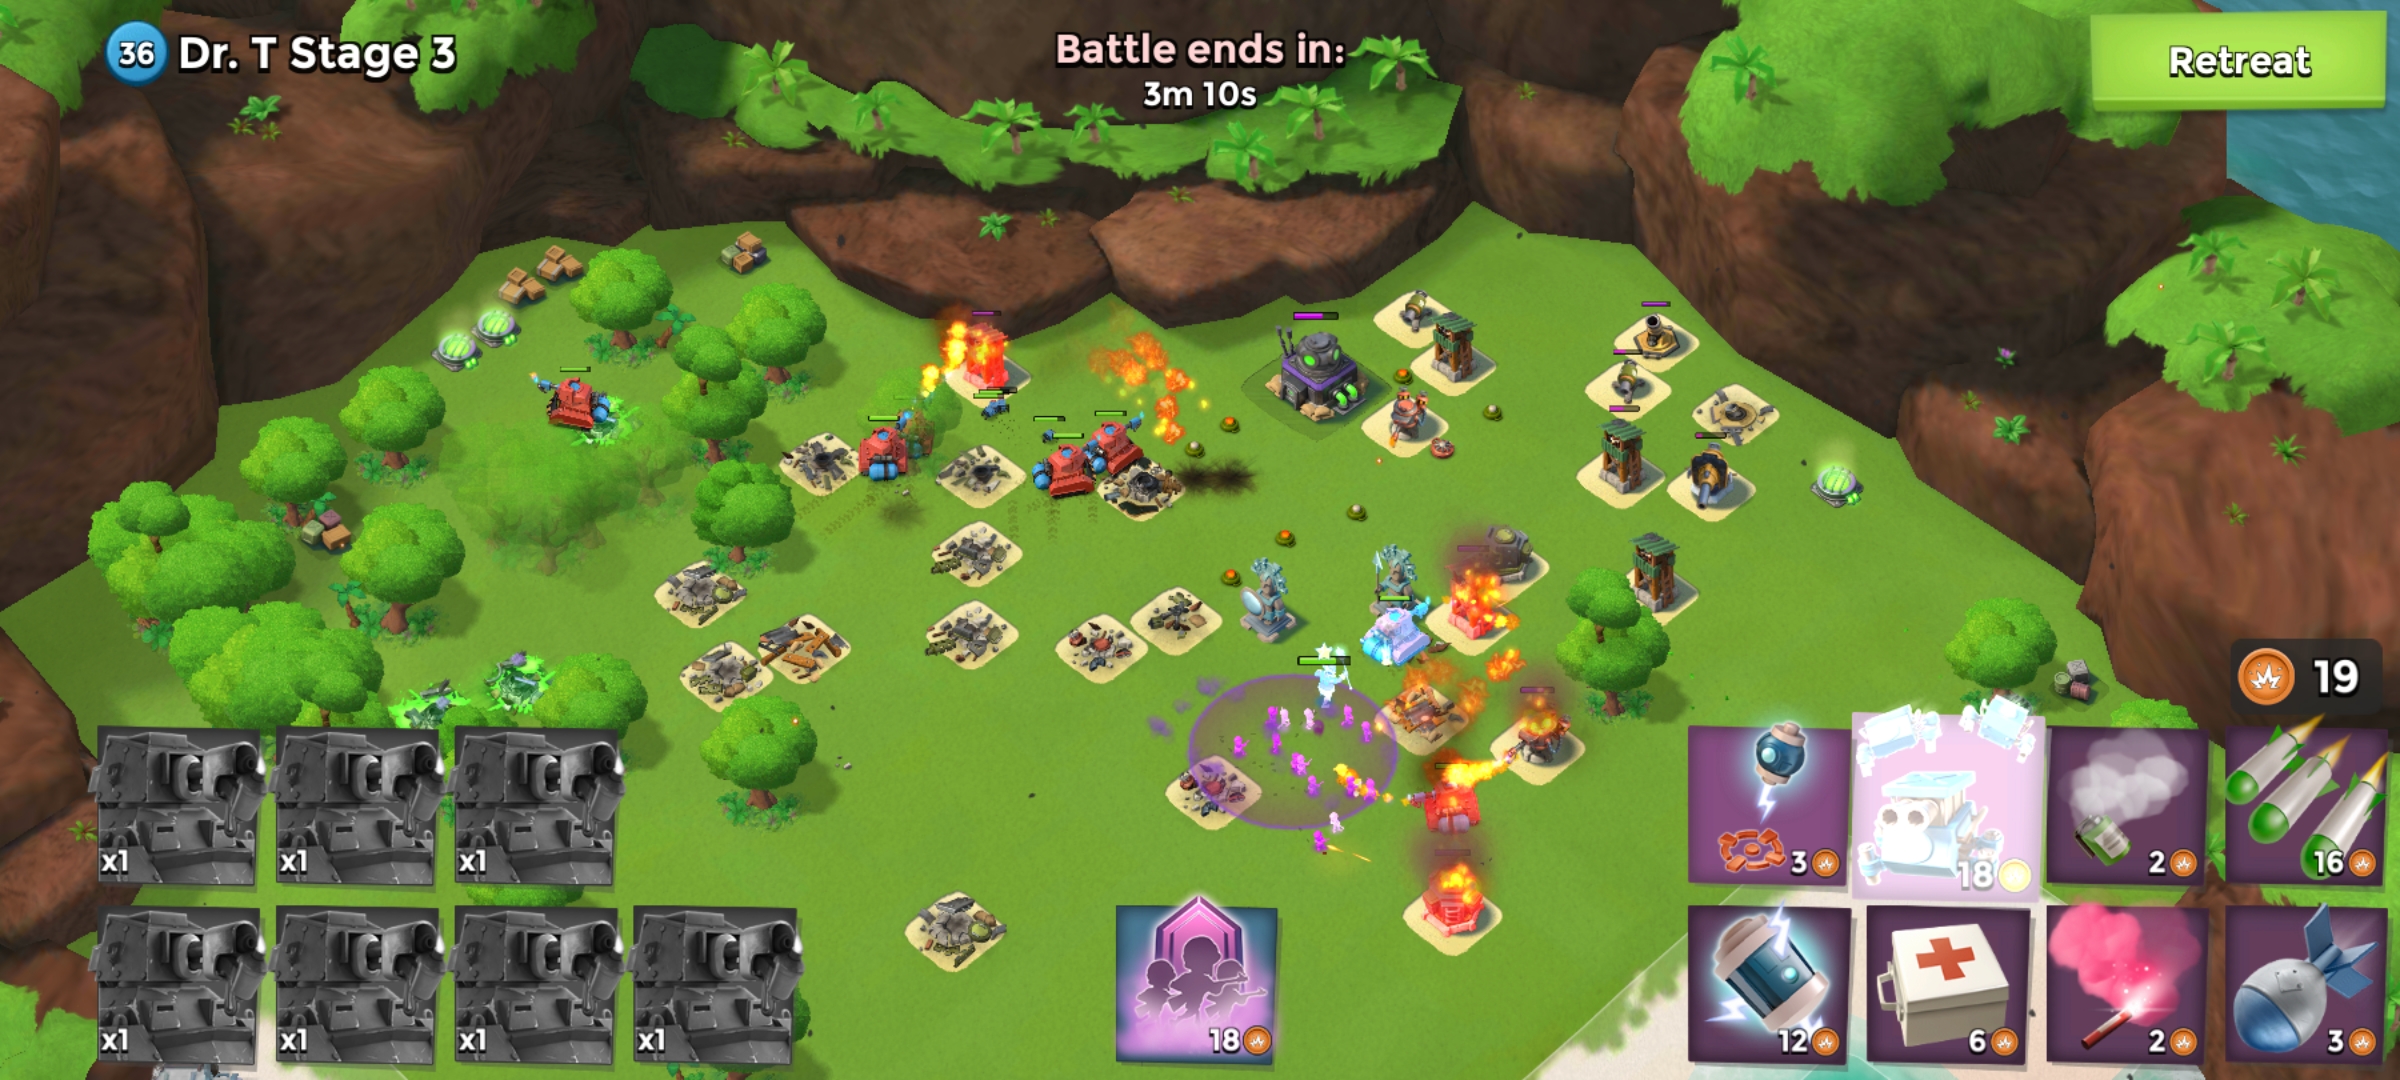 36 Dr. T Stage 3
Battle ends in:
3m 10s
Retreat
19
x1
x1
x1
3
18
2
16
x1
x1
x1
x1
18
12
6
2
3